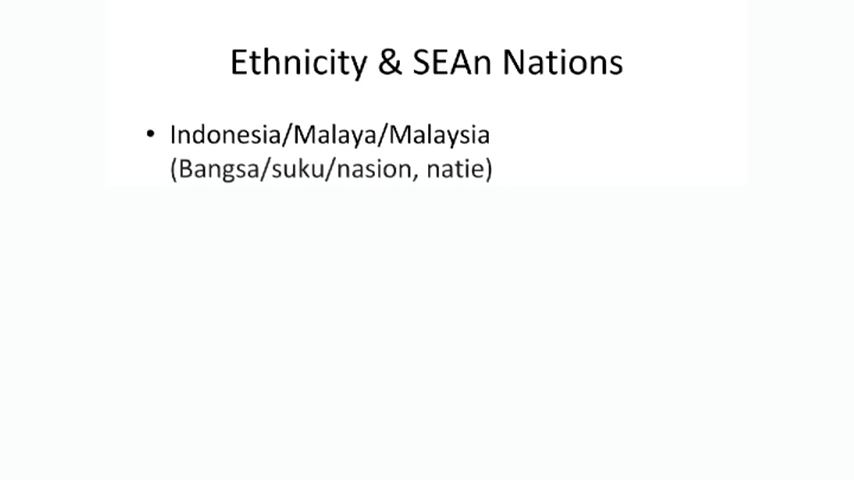 Ethnicity & SEAn Nations
• Indonesia/Malaya/Malaysia
(Bangsa/suku/nasion, natie)